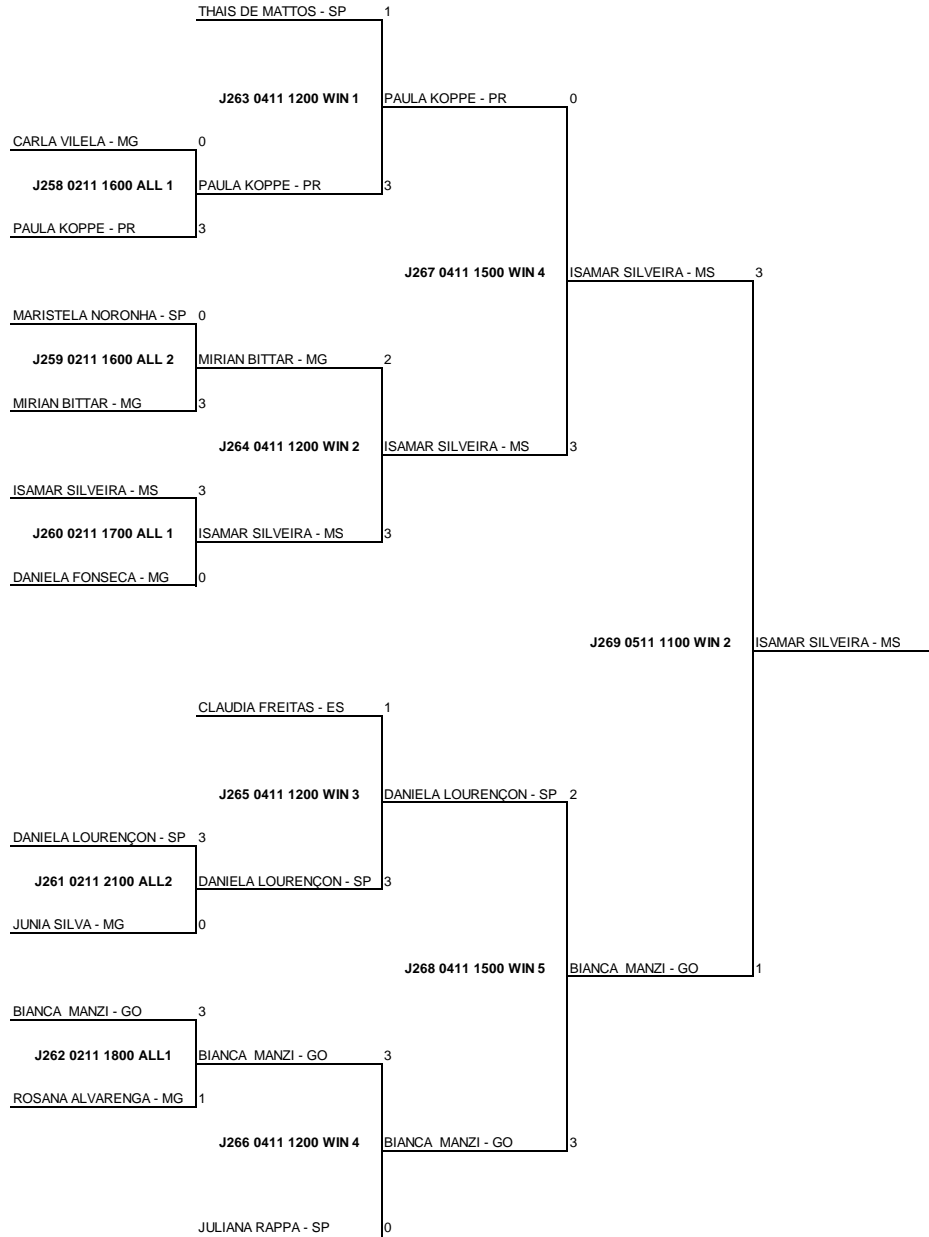 THAIS DE MATTOS - SP 1
J263 0411 1200 WIN 1 PAULA KOPPE - PR 0
CARLA VILELA - MG 0
J258 0211 1600 ALL 1 PAULA KOPPE - PR 3
PAULA KOPPE - PR 3
J267 0411 1500 WIN 4 ISAMAR SILVEIRA - MS 3
MARISTELA NORONHA - SP 0
J259 0211 1600 ALL 2 MIRIAN BITTAR - MG 2
MIRIAN BITTAR - MG 3
J264 0411 1200 WIN 2 ISAMAR SILVEIRA - MS 3
ISAMAR SILVEIRA - MS 3
J260 0211 1700 ALL 1 ISAMAR SILVEIRA - MS 3
DANIELA FONSECA - MG 0
J269 0511 1100 WIN 2 ISAMAR SILVEIRA - MS
CLAUDIA FREITAS - ES 1
J265 0411 1200 WIN 3 DANIELA LOURENÇON - SP 2
DANIELA LOURENÇON - SP 3
J261 0211 2100 ALL2 DANIELA LOURENÇON - SP 3
JUNIA SILVA - MG 0
J268 0411 1500 WIN 5 BIANCA MANZI - GO 1
BIANCA MANZI - GO 3
J262 0211 1800 ALL1 BIANCA MANZI - GO 3
ROSANA ALVARENGA - MG 1
J266 0411 1200 WIN 4 BIANCA MANZI - GO 3
JULIANA RAPPA - SP 0